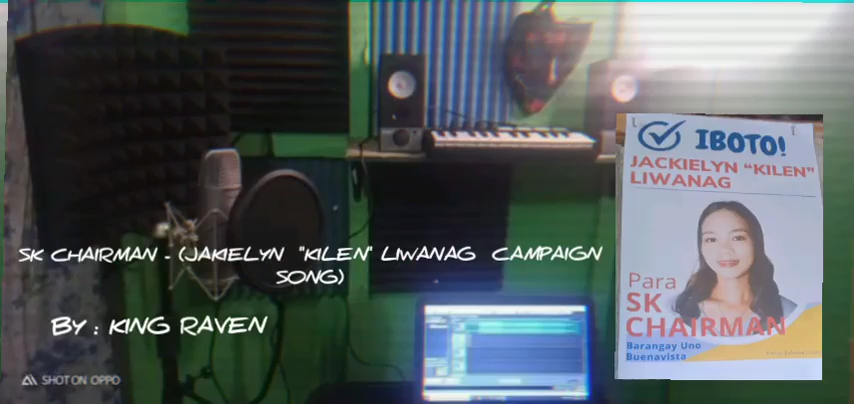 IBOTO!
JACKIELYN "KILEN"
LIWANAG
Para
SK
CHAIRMAN
Barangay Uno
Buenavista
SK CHAIRMAN - (JAKIELYN "KILEN" LIWANAG CAMPAIGN
SONG)
BY : KING RAVEN
SHOT ON OPPO